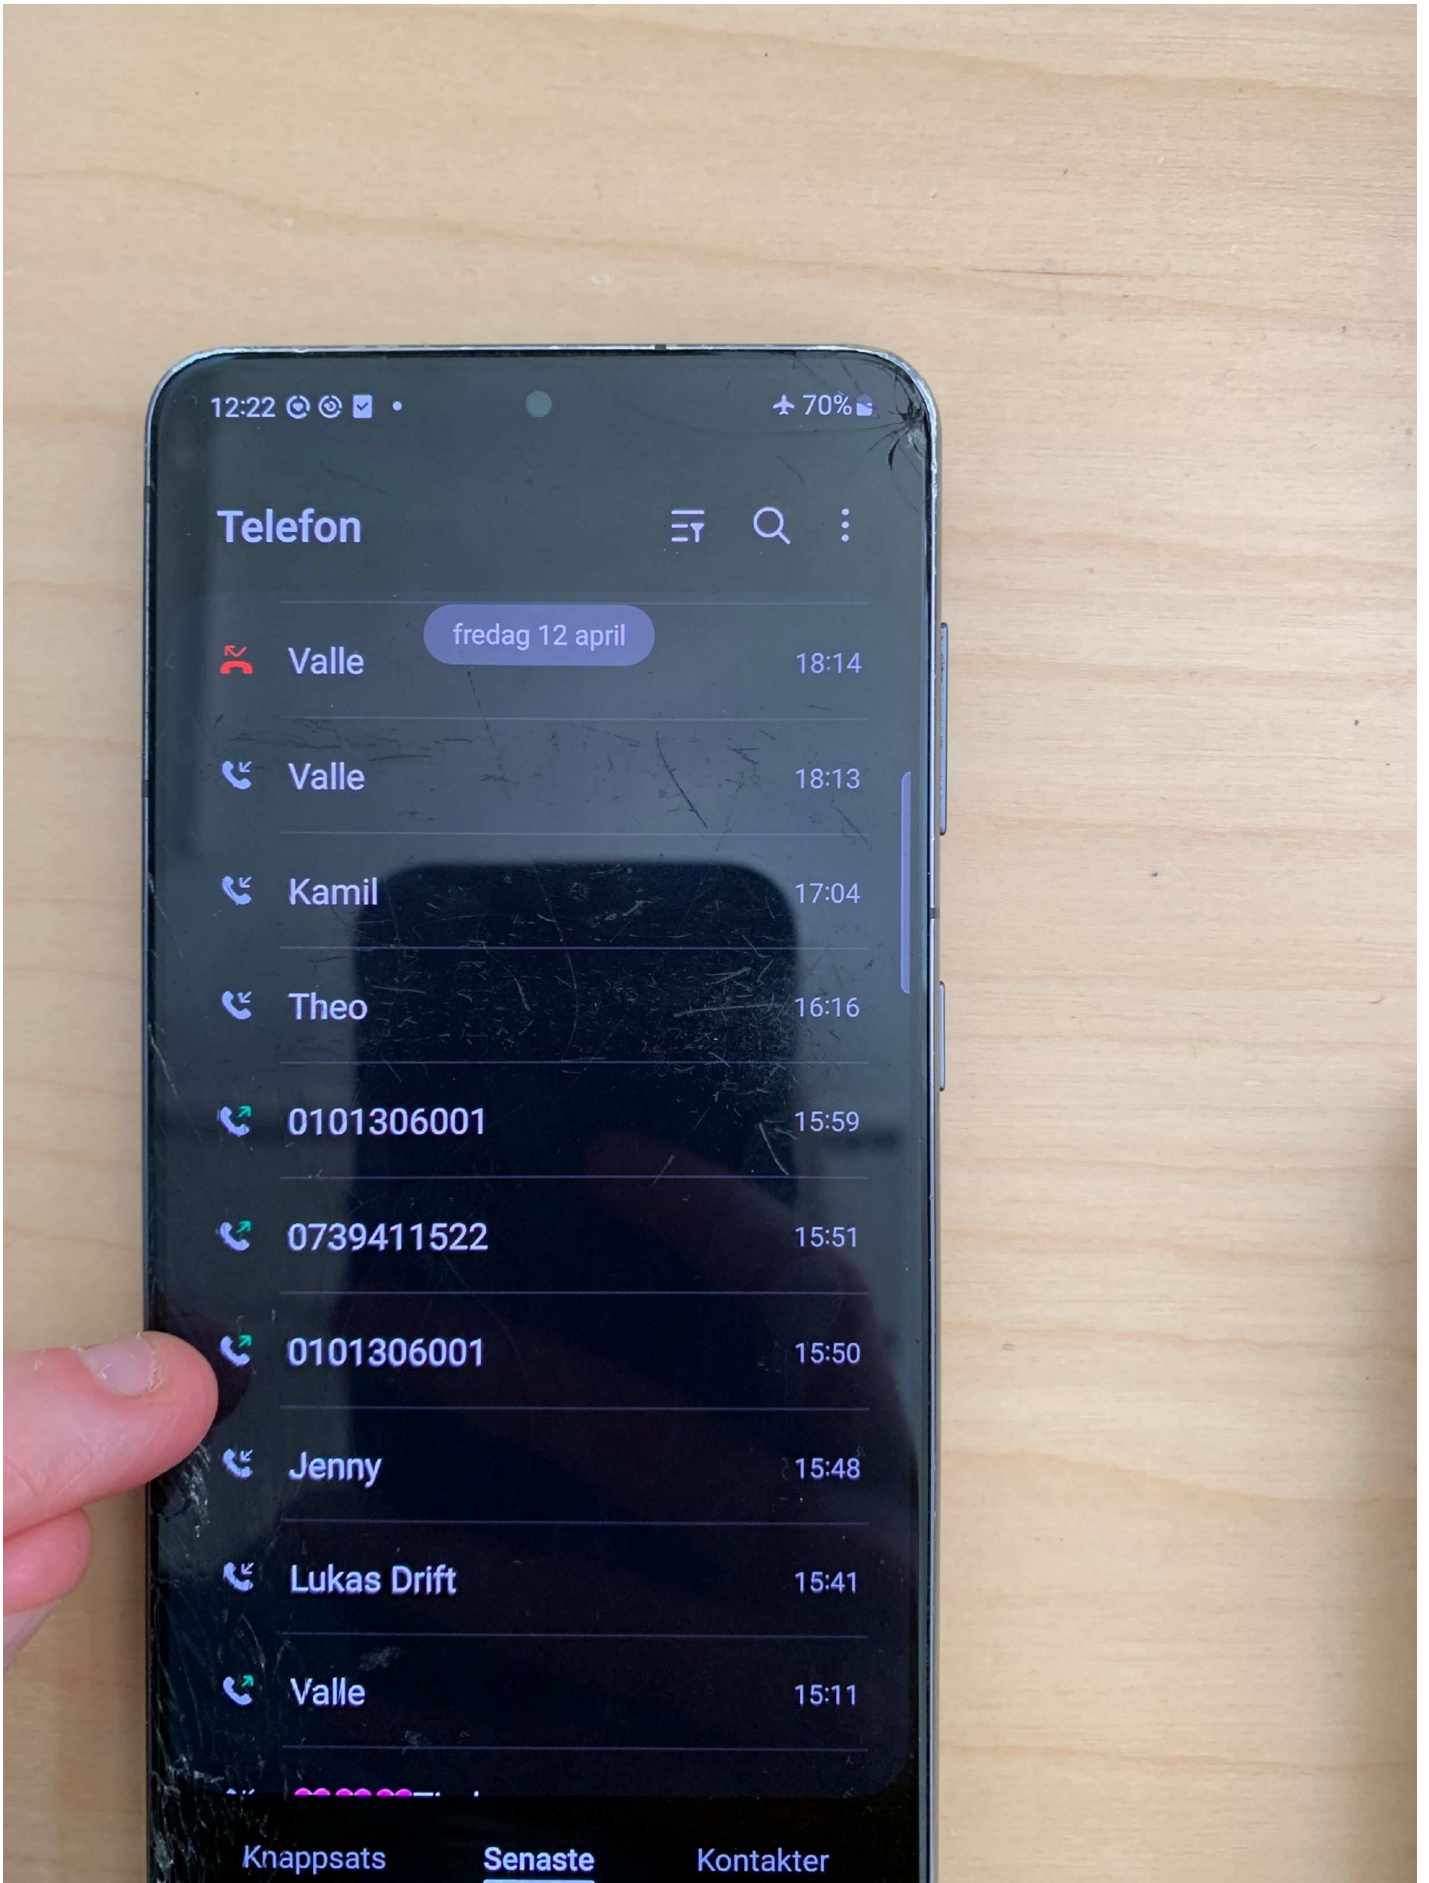 12:22 70%
Telefon
fredag 12 april
Valle 18:14
Valle 18:13
Kamil 17:04
Theo 16:16
0101306001 15:59
0739411522 15:51
0101306001 15:50
Jenny 15:48
Lukas Drift 15:41
Valle 15:11
Knappsats Senaste Kontakter